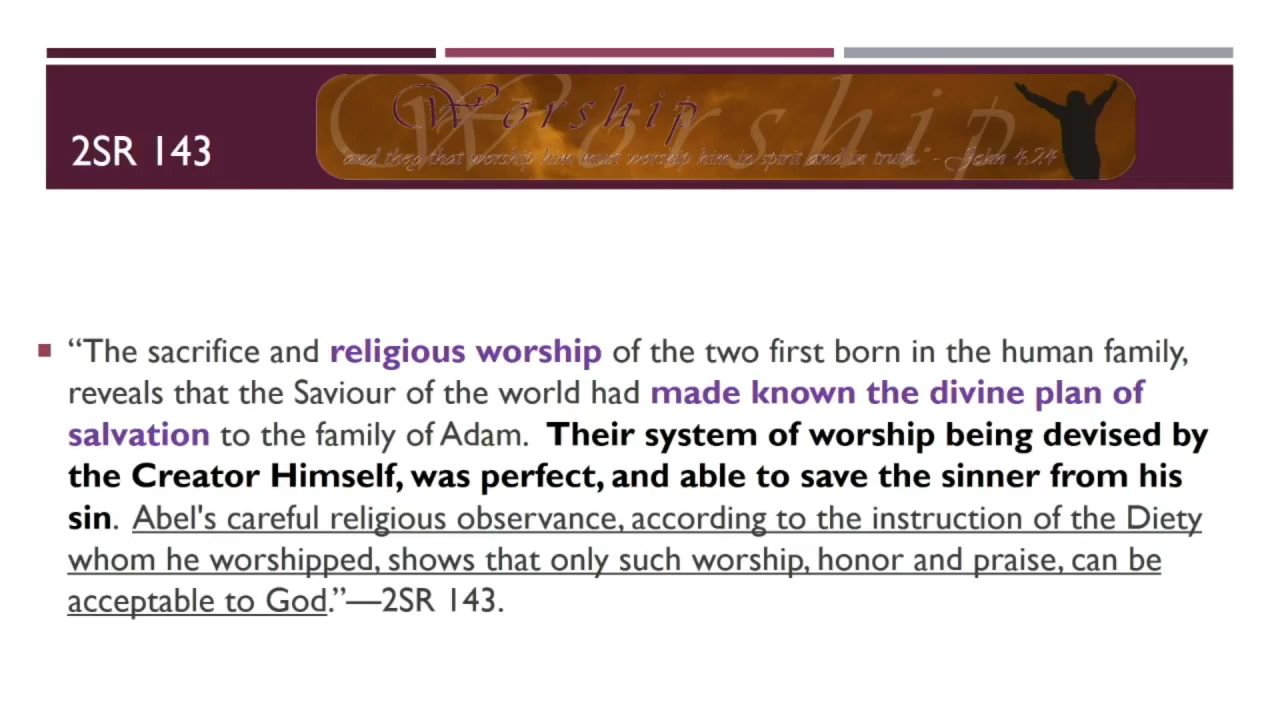 Worship
"and they that worship him must worship him in spirit and in truth." - John 4:24
2SR 143
“The sacrifice and religious worship of the two first born in the human family,
reveals that the Saviour of the world had made known the divine plan of
salvation to the family of Adam. Their system of worship being devised by
the Creator Himself, was perfect, and able to save the sinner from his
sin. Abel's careful religious observance, according to the instruction of the Diety
whom he worshipped, shows that only such worship, honor and praise, can be
acceptable to God.”—2SR 143.